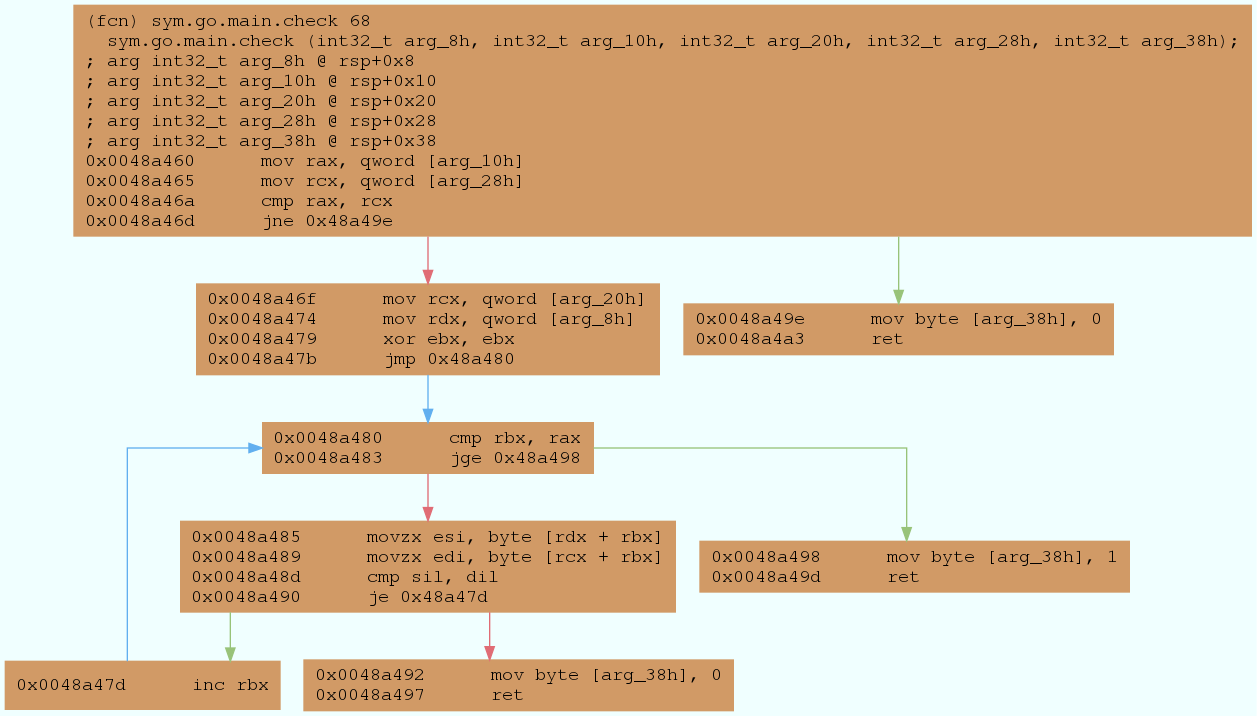 (fcn) sym.go.main.check 68
sym.go.main.check (int32_t arg_8h, int32_t arg_10h, int32_t arg_20h, int32_t arg_28h, int32_t arg_38h);
; arg int32_t arg_8h @ rsp+0x8
; arg int32_t arg_10h @ rsp+0x10
; arg int32_t arg_20h @ rsp+0x20
; arg int32_t arg_28h @ rsp+0x28
; arg int32_t arg_38h @ rsp+0x38
0x0048a460 mov rax, qword [arg_10h]
0x0048a465 mov rcx, qword [arg_28h]
0x0048a46a cmp rax, rcx
0x0048a46d jne 0x48a49e
0x0048a46f mov rcx, qword [arg_20h]
0x0048a474 mov rdx, qword [arg_8h]
0x0048a479 xor ebx, ebx
0x0048a47b jmp 0x48a480
0x0048a49e mov byte [arg_38h], 0
0x0048a4a3 ret
0x0048a480 cmp rbx, rax
0x0048a483 jge 0x48a498
0x0048a485 movzx esi, byte [rdx + rbx]
0x0048a489 movzx edi, byte [rcx + rbx]
0x0048a48d cmp sil, dil
0x0048a490 je 0x48a47d
0x0048a498 mov byte [arg_38h], 1
0x0048a49d ret
0x0048a47d inc rbx
0x0048a492 mov byte [arg_38h], 0
0x0048a497 ret